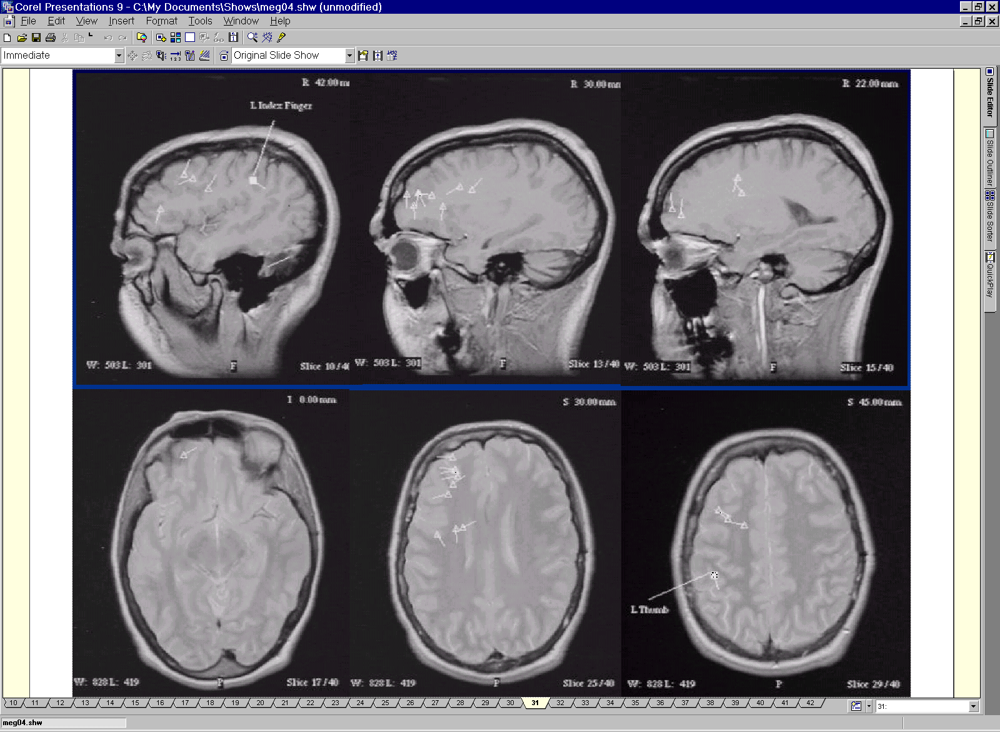 Corel Presentations 9 - C:\My Documents\Shows\meg04.shw (unmodified)
File Edit View Insert Format Tools Window Help
Immediate
Original Slide Show
R 42.00 m
R 30.00 mm
R 22.00 mm
L Index Finger
W: 503 L: 301
F
Slice 10/4
W: 503 L: 301
F
Slice 13/40
W: 503 L: 301
F
Slice 15/40
I 0.00 mm
S 30.00 mm
S 45.00 mm
L Thumb
W: 828 L: 419
P
Slice 17/40
W: 828 L: 419
P
Slice 25/40
W: 828 L: 419
P
Slice 29/40
Slide Editor
Slide Outliner
Slide Sorter
QuickPlay
10 11 12 13 14 15 16 17 18 19 20 21 22 23 24 25 26 27 28 29 30 31 32 33 34 35 36 37 38 39 40 41 42
31:
meg04.shw